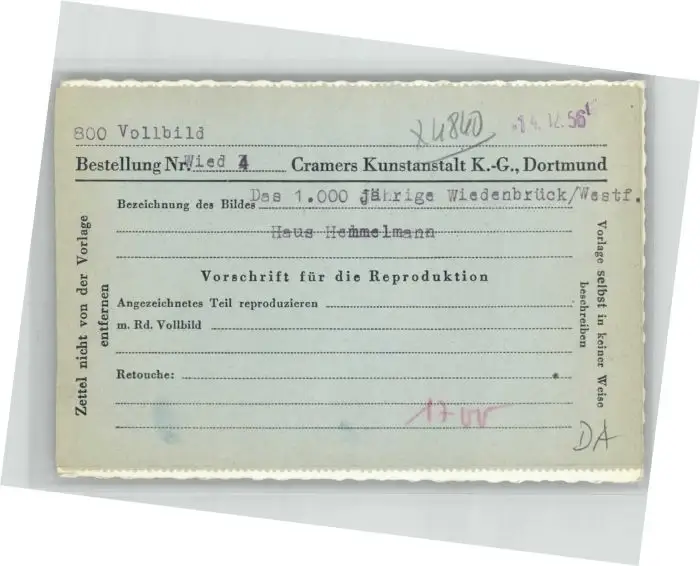 800 Vollbild
x4840
Bestellung Nr. Wied 4 Cramers Kunstanstalt K.-G., Dortmund
Bezeichnung des Bildes Das 1.000 jährige Wiedenbrück/Westf.
Haus Hemmelmann
Vorschrift für die Reproduktion
Angezeichnetes Teil reproduzieren
m. Rd. Vollbild
Retouche:
DA
Zettel nicht von der Vorlage
entfernen
Vorlage selbst in keiner Weise
beschreiben